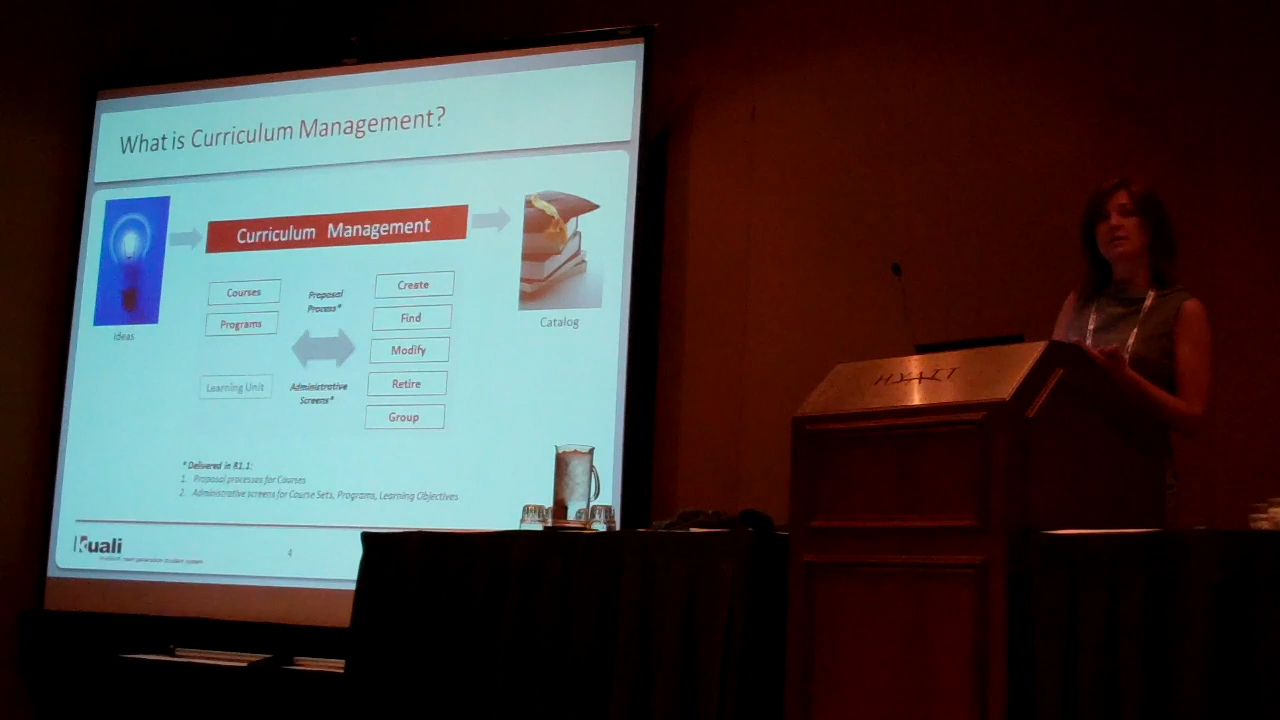 What is Curriculum Management?
Curriculum Management
Ideas
Courses
Programs
Learning Unit
Proposal
Process*
Administrative
Screens*
Create
Find
Modify
Retire
Group
Catalog
* Delivered in R1.1:
1. Proposal processes for Courses
2. Administrative screens for Course Sets, Programs, Learning Objectives
Kuali
4
HYATT